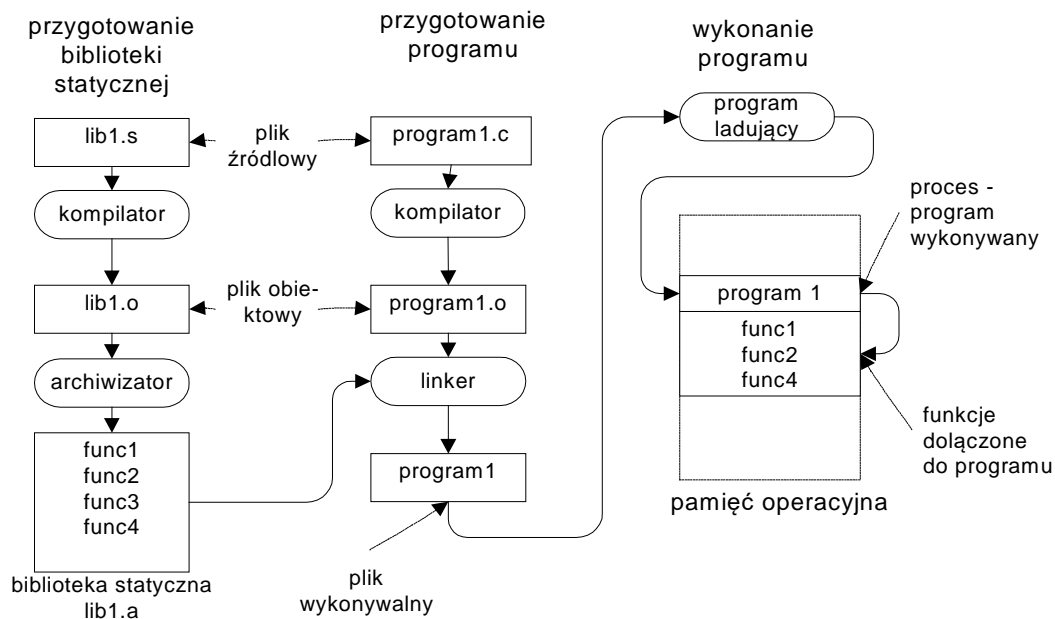 przygotowanie
biblioteki
statycznej
przygotowanie
programu
wykonanie
programu
lib1.s
plik
źródlowy
program1.c
program
ladujący
kompilator
kompilator
proces -
program
wykonywany
lib1.o
plik obie-
ktowy
program1.o
program 1
func1
func2
func4
archiwizator
linker
func1
func2
func3
func4
program1
funkcje
dolączone
do programu
pamięć operacyjna
biblioteka statyczna
lib1.a
plik
wykonywalny